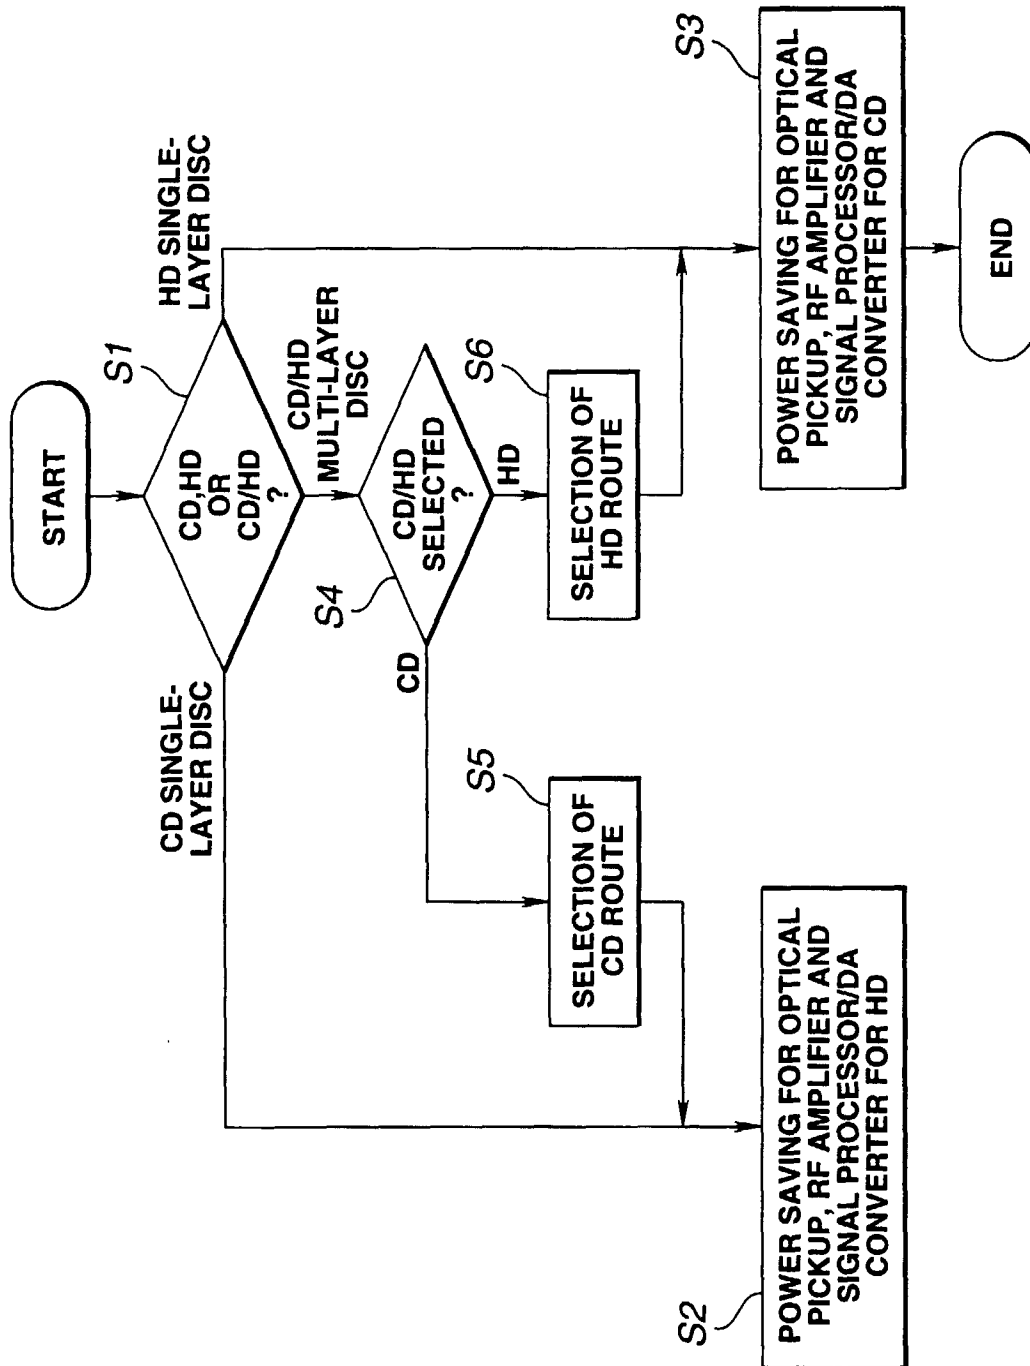 START
S1
CD,HD
OR
CD/HD
?
CD SINGLE-
LAYER DISC
HD SINGLE-
LAYER DISC
CD/HD
MULTI-LAYER
DISC
S4
CD/HD
SELECTED
?
CD
HD
S5
SELECTION OF
CD ROUTE
S6
SELECTION OF
HD ROUTE
S2
POWER SAVING FOR OPTICAL
PICKUP, RF AMPLIFIER AND
SIGNAL PROCESSOR/DA
CONVERTER FOR HD
S3
POWER SAVING FOR OPTICAL
PICKUP, RF AMPLIFIER AND
SIGNAL PROCESSOR/DA
CONVERTER FOR CD
END